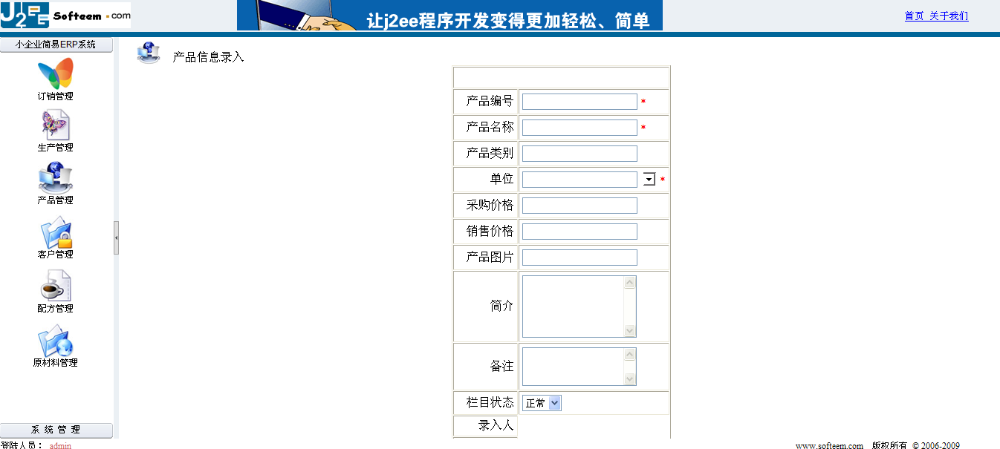 J2EE Softeem .com
让j2ee程序开发变得更加轻松、简单
首页 关于我们
小企业简易ERP系统
订销管理
生产管理
产品管理
客户管理
配方管理
原材料管理
系 统 管 理
产品信息录入
产品编号 *
产品名称 *
产品类别
单位 *
采购价格
销售价格
产品图片
简介
备注
栏目状态 正常
录入人
登陆人员： admin
www.softeem.com 版权所有 © 2006-2009